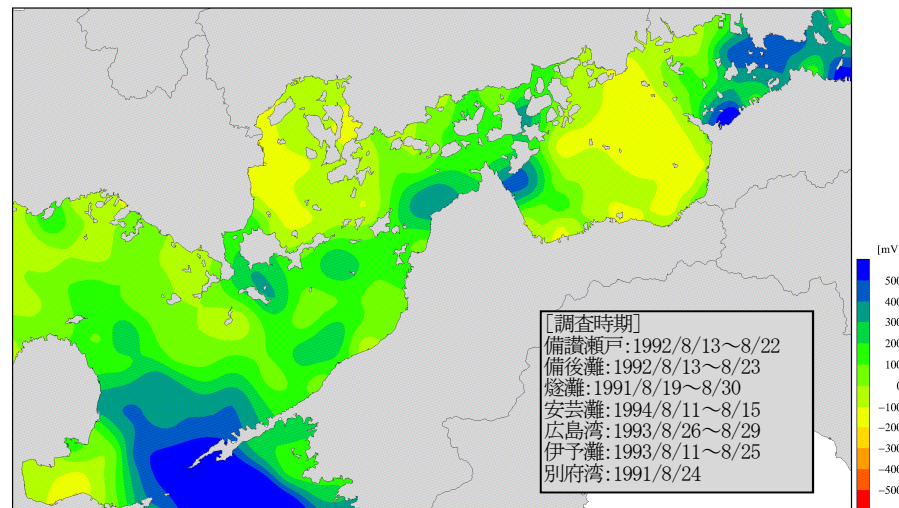 [mV
500
400
300
200
100
0
−100
−200
−300
−400
−500
[調査時期]
備讃瀬戸:1992/8/13～8/22
備後灘:1992/8/13～8/23
燧灘:1991/8/19～8/30
安芸灘:1994/8/11～8/15
広島湾:1993/8/26～8/29
伊予灘:1993/8/11～8/25
別府湾:1991/8/24